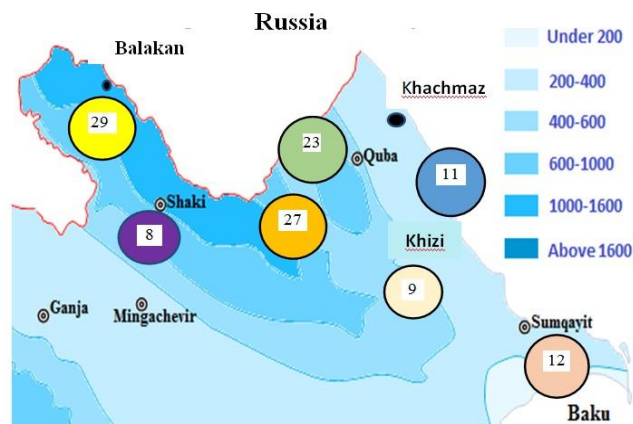 Russia
Balakan
Khachmaz
29
23
Quba
11
Shaki
8
27
Khizi
9
Ganja
Mingachevir
Sumqayit
12
Baku
Under 200
200-400
400-600
600-1000
1000-1600
Above 1600